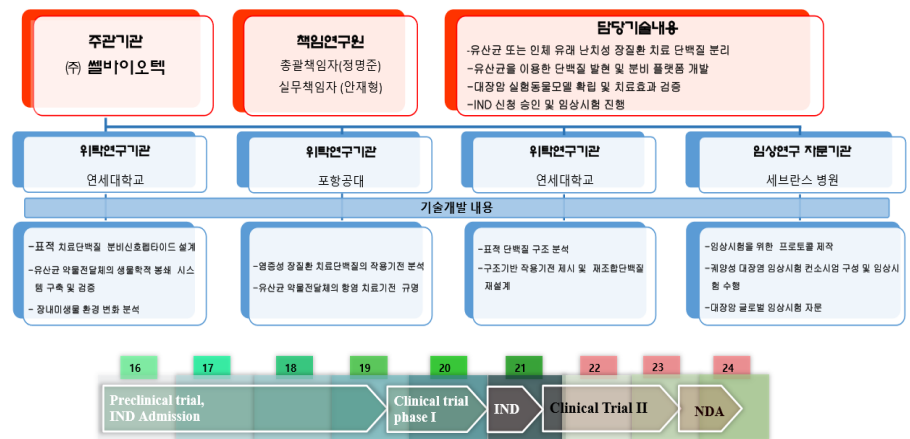 주관기관
㈜ 쎌바이오텍
책임연구원
총괄책임자(정명준)
실무책임자 (안재형)
담당기술내용
-유산균 또는 인체 유래 난치성 장질환 치료 단백질 분리
-유산균을 이용한 단백질 발현 및 분비 플랫폼 개발
-대장암 실험동물모델 확립 및 치료효과 검증
-IND 신청 승인 및 임상시험 진행
위탁연구기관
연세대학교
위탁연구기관
포항공대
위탁연구기관
연세대학교
임상연구 자문기관
세브란스 병원
기술개발 내용
-표적 치료단백질 분비신호펩타이드 설계
-유산균 약물전달체의 생물학적 봉쇄 시스
템 구축 및 검증
- 장내미생물 환경 변화 분석
-염증성 장질환 치료단백질의 작용기전 분석
-유산균 약물전달체의 항염 치료기전 규명
-표적 단백질 구조 분석
-구조기반 작용기전 제시 및 재조합단백질
재설계
-임상시험을 위한 프로토콜 제작
-궤양성 대장염 임상시험 컨소시엄 구성 및 임상시
험 수행
-대장암 글로벌 임상시험 자문
16
17
18
19
20
21
22
23
24
Preclinical trial,
IND Admission
Clinical trial
phase I
IND
Clinical Trial II
NDA